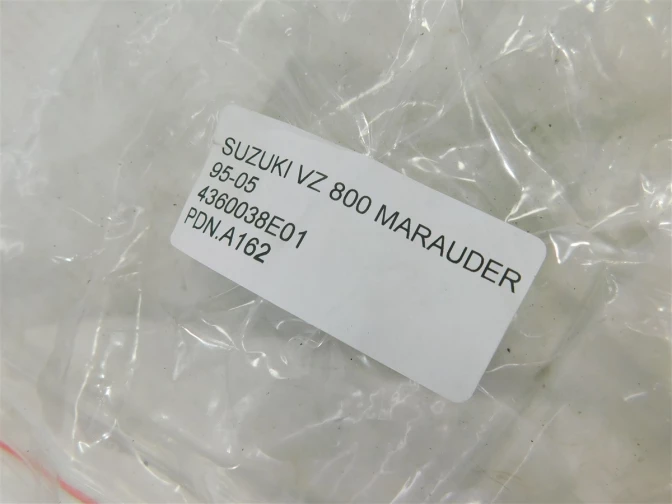 SUZUKI VZ 800 MARAUDER
95-05
4360038E01
PDN.A162